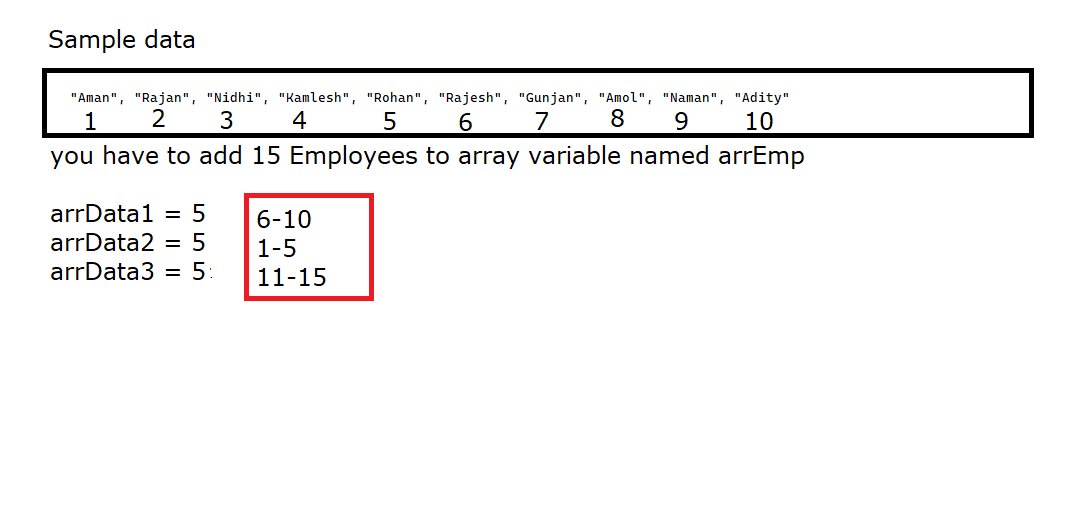 Sample data
"Aman", "Rajan", "Nidhi", "Kamlesh", "Rohan", "Rajesh", "Gunjan", "Amol", "Naman", "Adity"
1 2 3 4 5 6 7 8 9 10
you have to add 15 Employees to array variable named arrEmp
arrData1 = 5 6-10
arrData2 = 5 1-5
arrData3 = 5 11-15